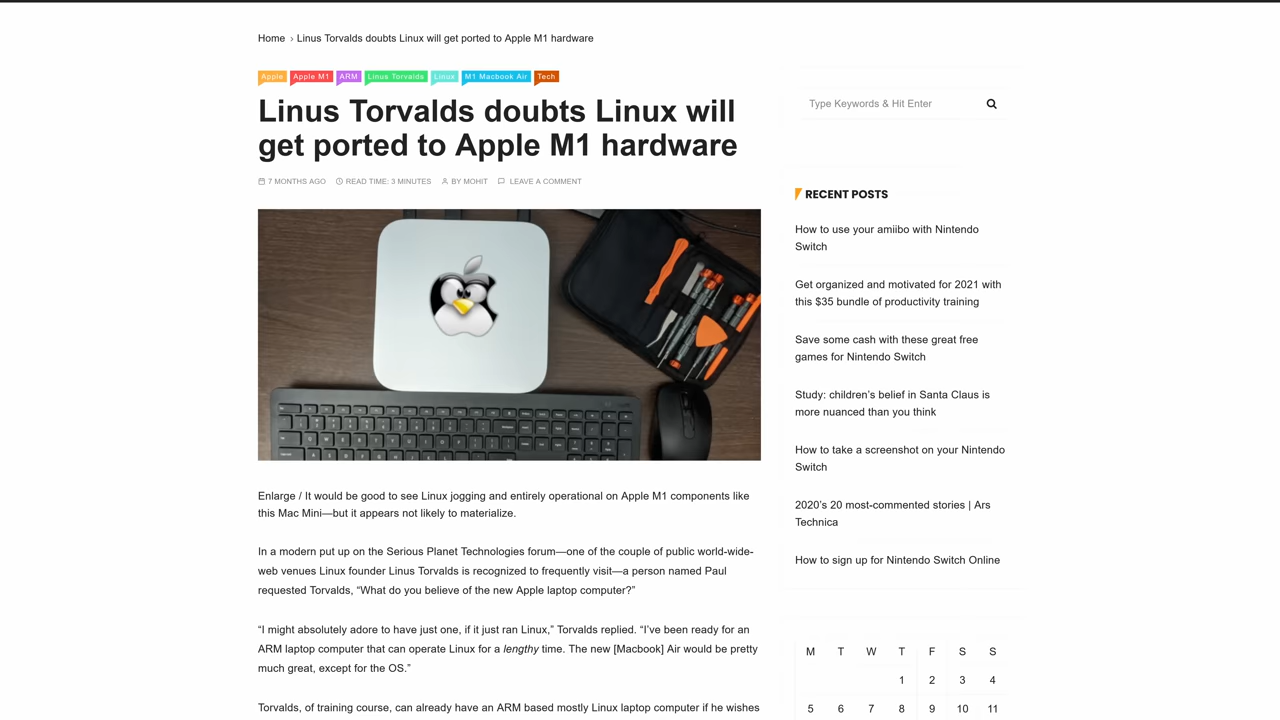 Home › Linus Torvalds doubts Linux will get ported to Apple M1 hardware
Apple Apple M1 ARM Linus Torvalds Linux M1 Macbook Air Tech
Linus Torvalds doubts Linux will
get ported to Apple M1 hardware
7 MONTHS AGO READ TIME: 3 MINUTES BY MOHIT LEAVE A COMMENT
Enlarge / It would be good to see Linux jogging and entirely operational on Apple M1 components like
this Mac Mini—but it appears not likely to materialize.
In a modern put up on the Serious Planet Technologies forum—one of the couple of public world-wide-
web venues Linux founder Linus Torvalds is recognized to frequently visit—a person named Paul
requested Torvalds, “What do you believe of the new Apple laptop computer?”
“I might absolutely adore to have just one, if it just ran Linux,” Torvalds replied. “I’ve been ready for an
ARM laptop computer that can operate Linux for a lengthy time. The new [Macbook] Air would be pretty
much great, except for the OS.”
Torvalds, of training course, can already have an ARM based mostly Linux laptop computer if he wishes
Type Keywords & Hit Enter
RECENT POSTS
How to use your amiibo with Nintendo
Switch
Get organized and motivated for 2021 with
this $35 bundle of productivity training
Save some cash with these great free
games for Nintendo Switch
Study: children’s belief in Santa Claus is
more nuanced than you think
How to take a screenshot on your Nintendo
Switch
2020’s 20 most-commented stories | Ars
Technica
How to sign up for Nintendo Switch Online
M T W T F S S
1 2 3 4
5 6 7 8 9 10 11